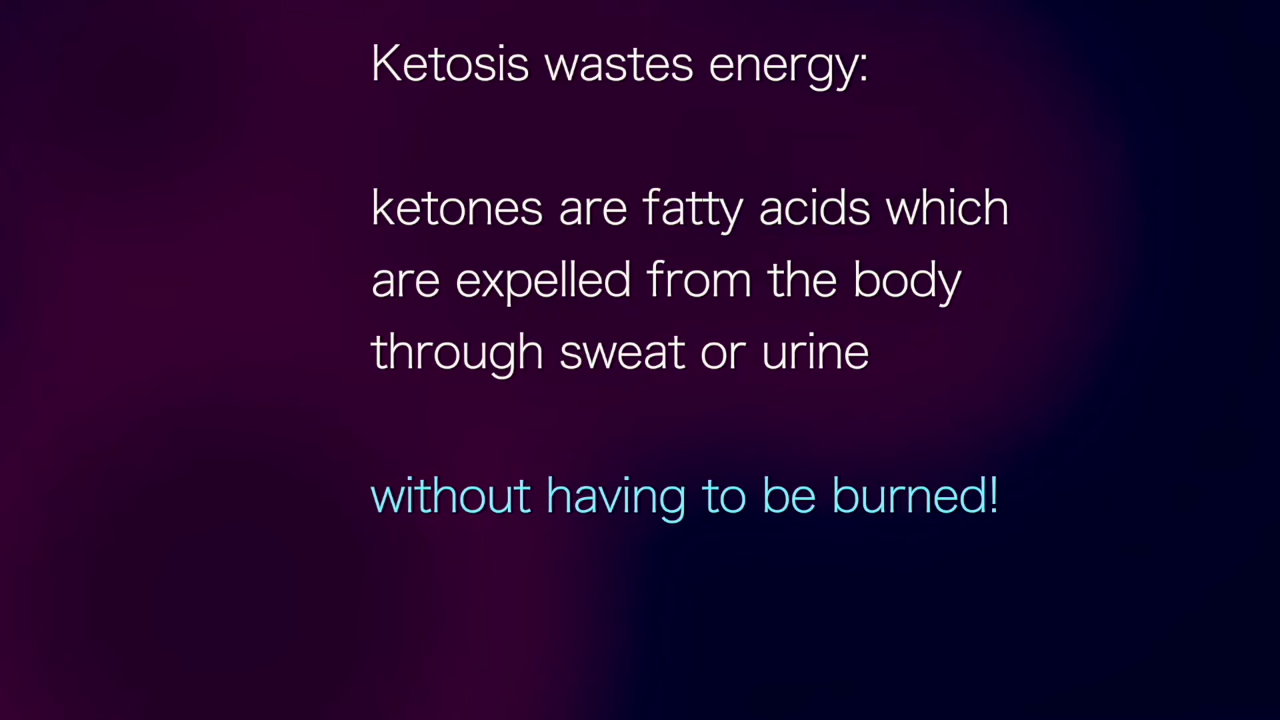 Ketosis wastes energy:
ketones are fatty acids which
are expelled from the body
through sweat or urine
without having to be burned!